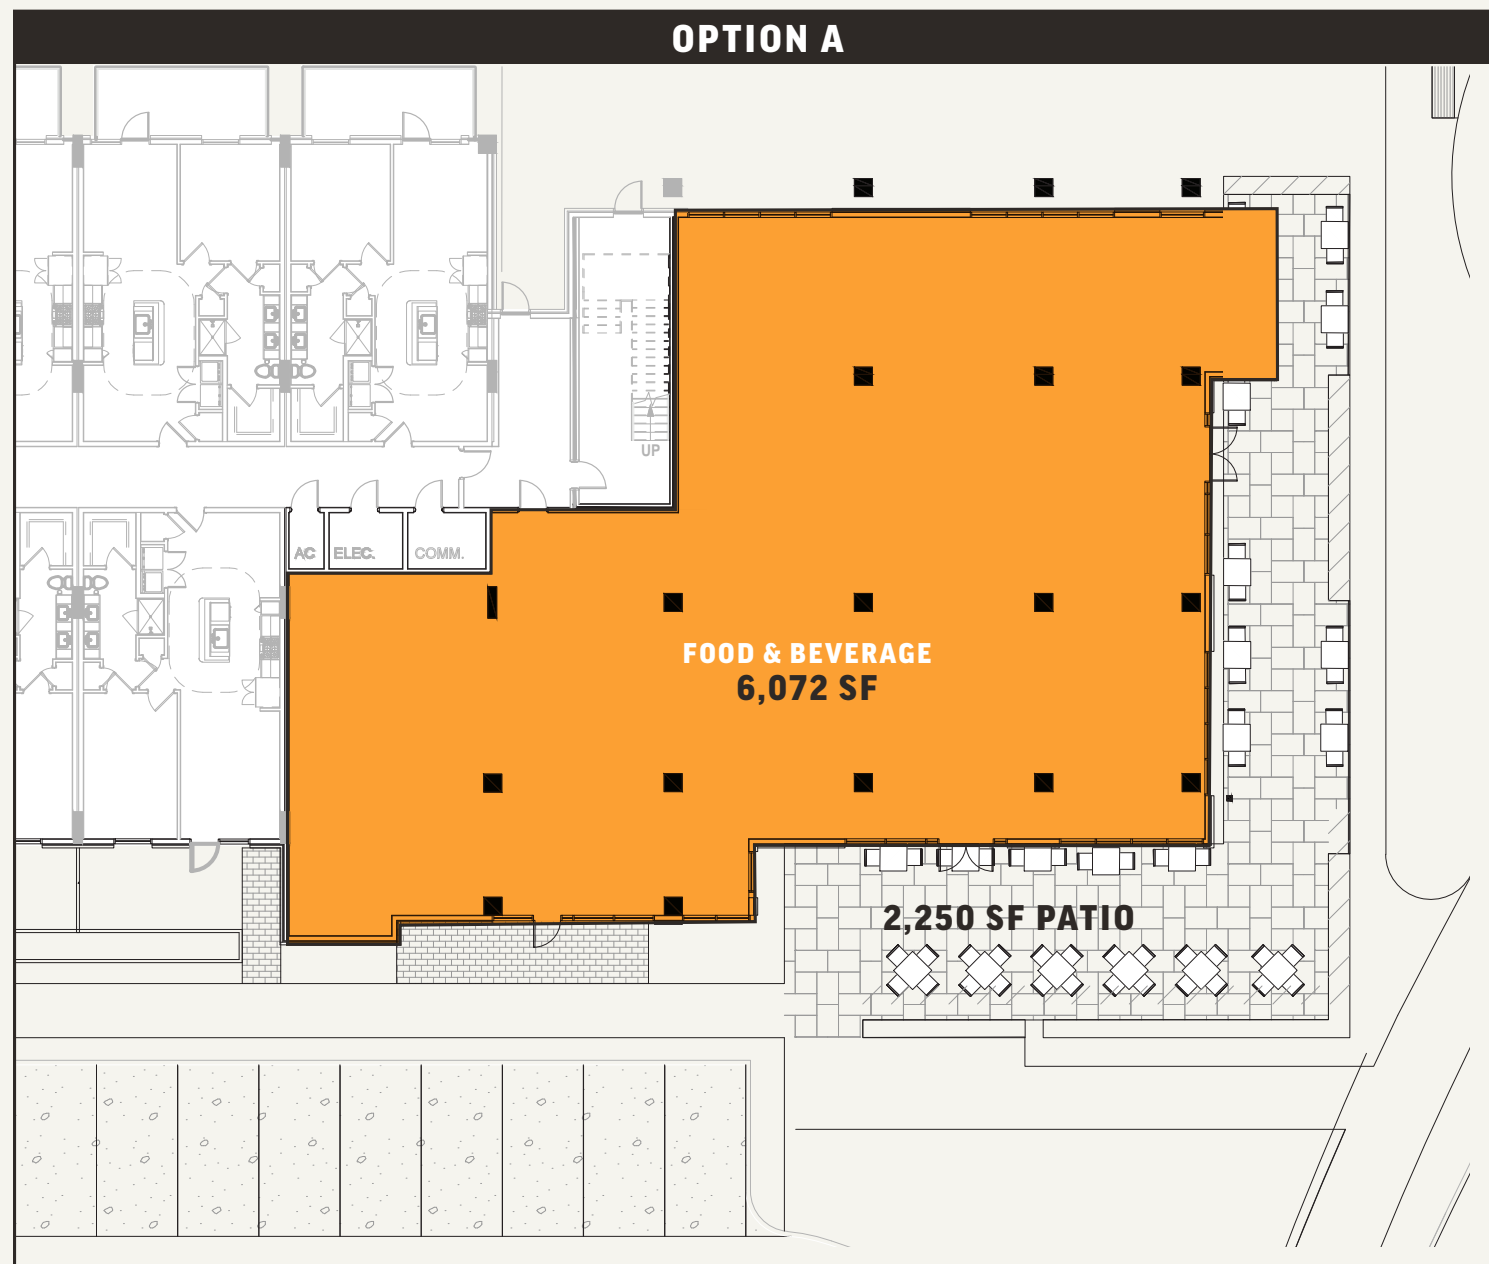 OPTION A
UP
AC
ELEC.
COMM.
FOOD & BEVERAGE
6,072 SF
2,250 SF PATIO